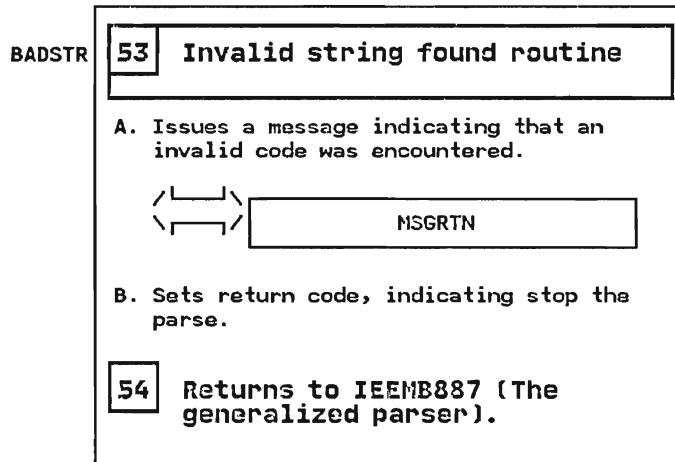 BADSTR 53 Invalid string found routine
A. Issues a message indicating that an
invalid code was encountered.
MSGRTN
B. Sets return code, indicating stop the
parse.
54 Returns to IEEMB887 (The
generalized parser).